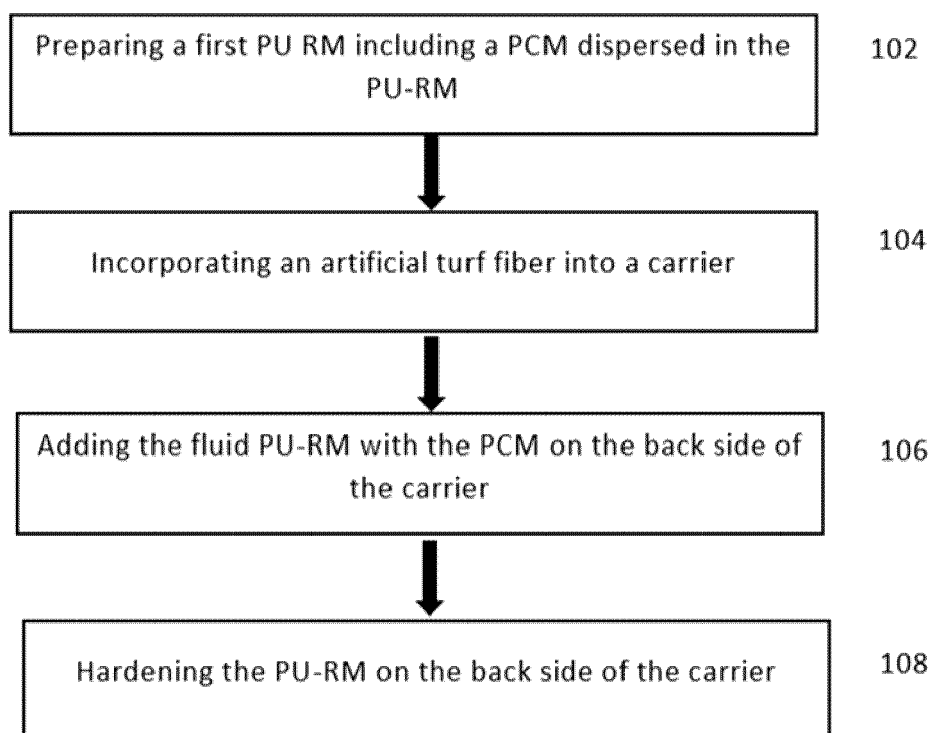 Preparing a first PU RM including a PCM dispersed in the
PU-RM
102
Incorporating an artificial turf fiber into a carrier
104
Adding the fluid PU-RM with the PCM on the back side of
the carrier
106
Hardening the PU-RM on the back side of the carrier
108